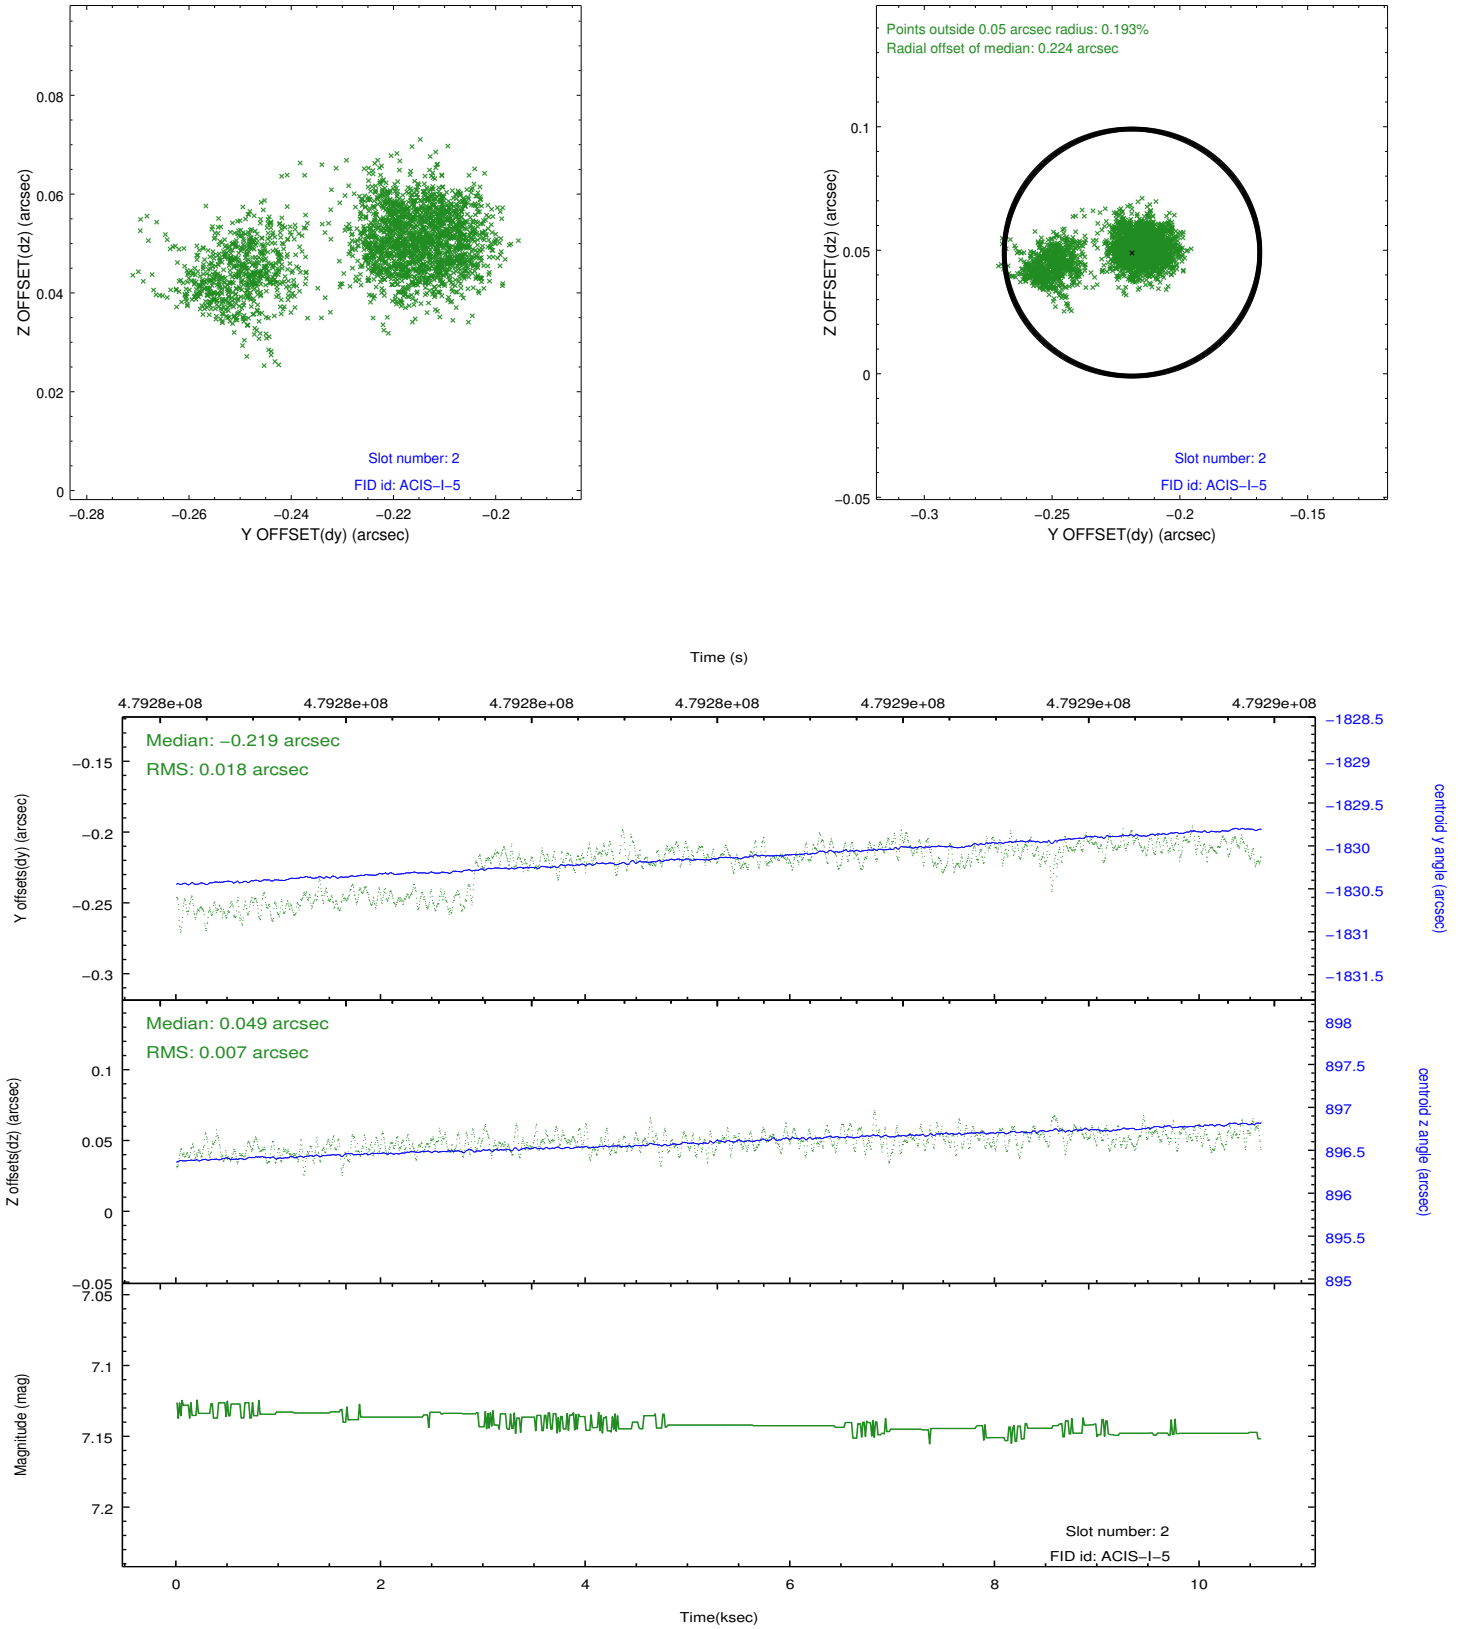 0.08
0.06
0.04
0.02
0
Z OFFSET(dz) (arcsec)
Slot number: 2
FID id: ACIS−I−5
−0.28 −0.26 −0.24 −0.22 −0.2
Y OFFSET(dy) (arcsec)
Points outside 0.05 arcsec radius: 0.193%
Radial offset of median: 0.224 arcsec
0.1
0.05
0
−0.05
Z OFFSET(dz) (arcsec)
Slot number: 2
FID id: ACIS−I−5
−0.3 −0.25 −0.2 −0.15
Y OFFSET(dy) (arcsec)
Time (s)
4.7928e+08 4.7928e+08 4.7928e+08 4.7928e+08 4.7929e+08 4.7929e+08 4.7929e+08
Median: −0.219 arcsec
RMS: 0.018 arcsec
−0.15
−0.2
−0.25
−0.3
Y offsets(dy) (arcsec)
−1828.5
−1829
−1829.5
−1830
−1830.5
−1831
−1831.5
centroid y angle (arcsec)
Median: 0.049 arcsec
RMS: 0.007 arcsec
0.1
0.05
0
−0.05
Z offsets(dz) (arcsec)
898
897.5
897
896.5
896
895.5
895
centroid z angle (arcsec)
7.05
7.1
7.15
7.2
Magnitude (mag)
Slot number: 2
FID id: ACIS−I−5
0 2 4 6 8 10
Time(ksec)